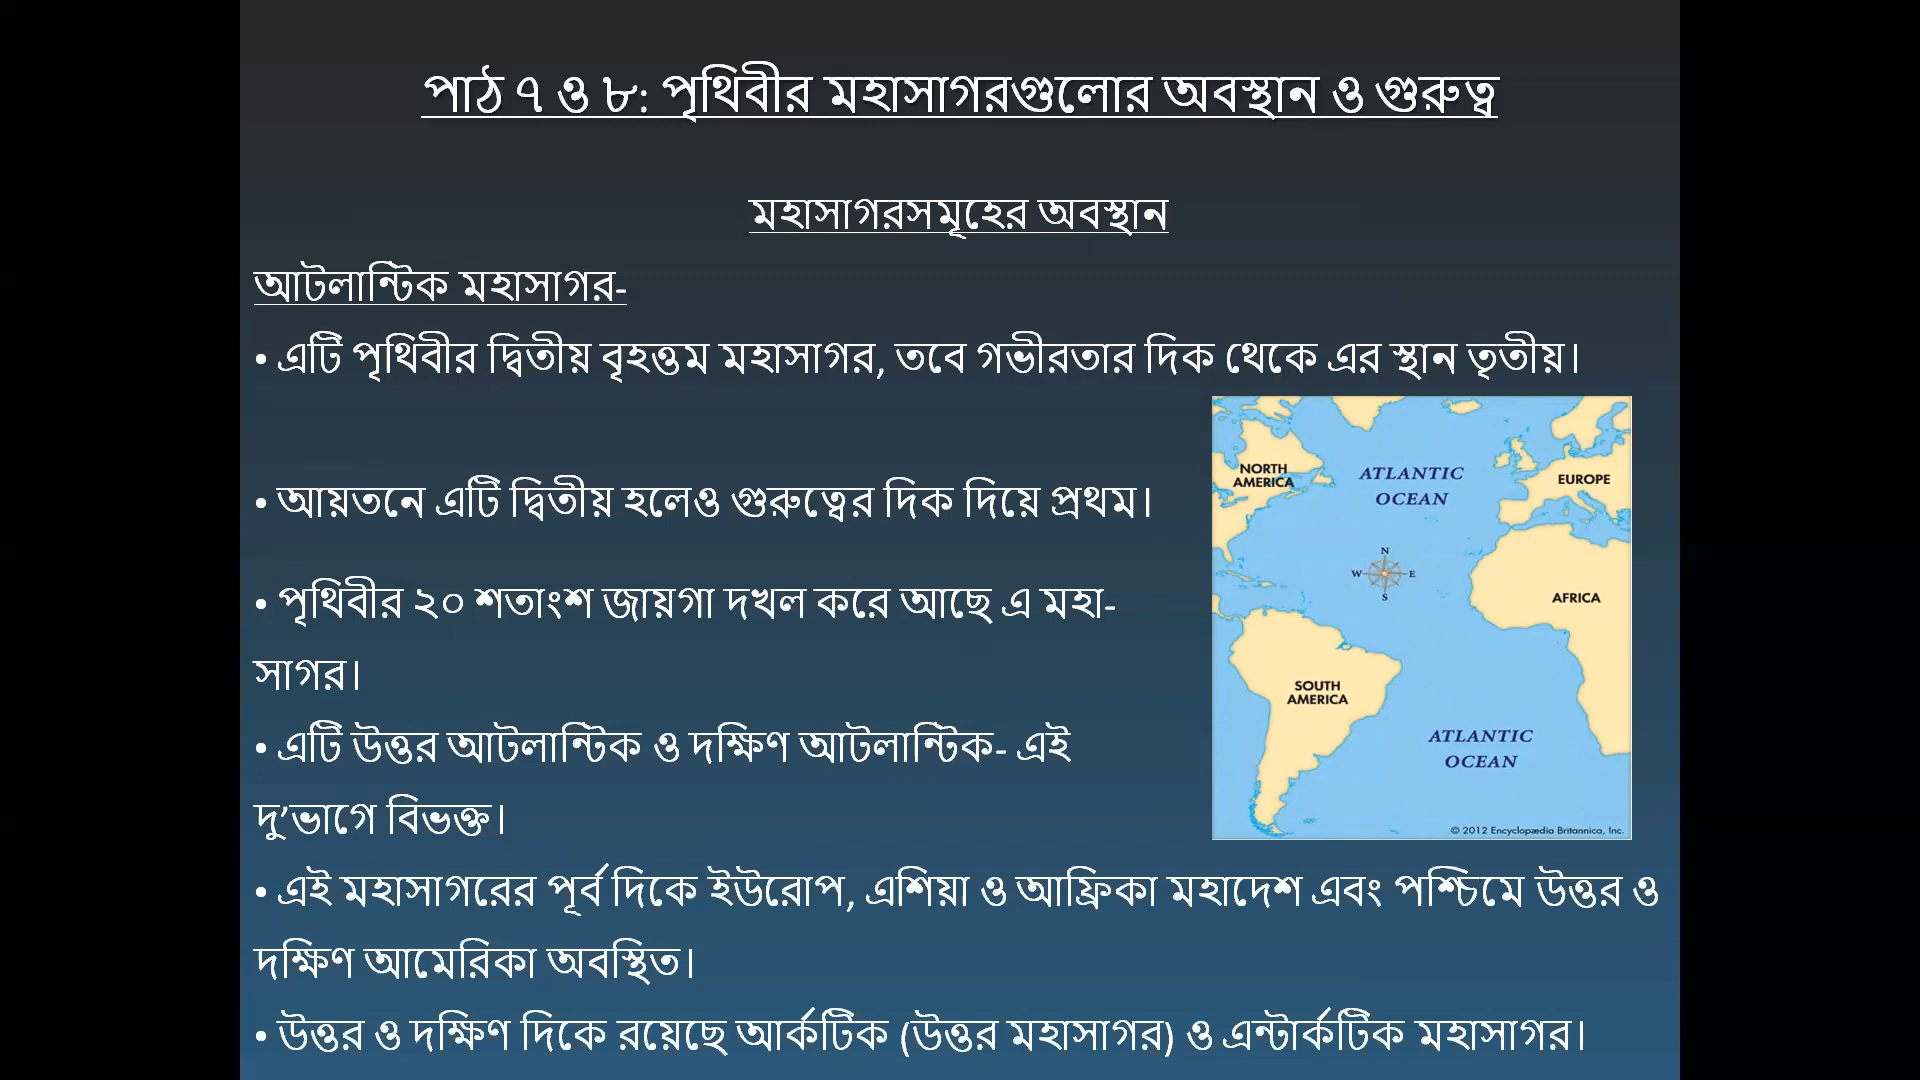 পাঠ ৭ ও ৮: পৃথিবীর মহাসাগরগুলোর অবস্থান ও গুরুত্ব
মহাসাগরসমূহের অবস্থান
আটলান্টিক মহাসাগর-
• এটি পৃথিবীর দ্বিতীয় বৃহত্তম মহাসাগর, তবে গভীরতার দিক থেকে এর স্থান তৃতীয়।
• আয়তনে এটি দ্বিতীয় হলেও গুরুত্বের দিক দিয়ে প্রথম।
• পৃথিবীর ২০ শতাংশ জায়গা দখল করে আছে এ মহা-
সাগর।
• এটি উত্তর আটলান্টিক ও দক্ষিণ আটলান্টিক- এই
দু’ভাগে বিভক্ত।
• এই মহাসাগরের পূর্ব দিকে ইউরোপ, এশিয়া ও আফ্রিকা মহাদেশ এবং পশ্চিমে উত্তর ও
দক্ষিণ আমেরিকা অবস্থিত।
• উত্তর ও দক্ষিণ দিকে রয়েছে আর্কটিক (উত্তর মহাসাগর) ও এন্টার্কটিক মহাসাগর।
NORTH
AMERICA
ATLANTIC
OCEAN
EUROPE
N
W E
S
AFRICA
SOUTH
AMERICA
ATLANTIC
OCEAN
© 2012 Encyclopædia Britannica, Inc.